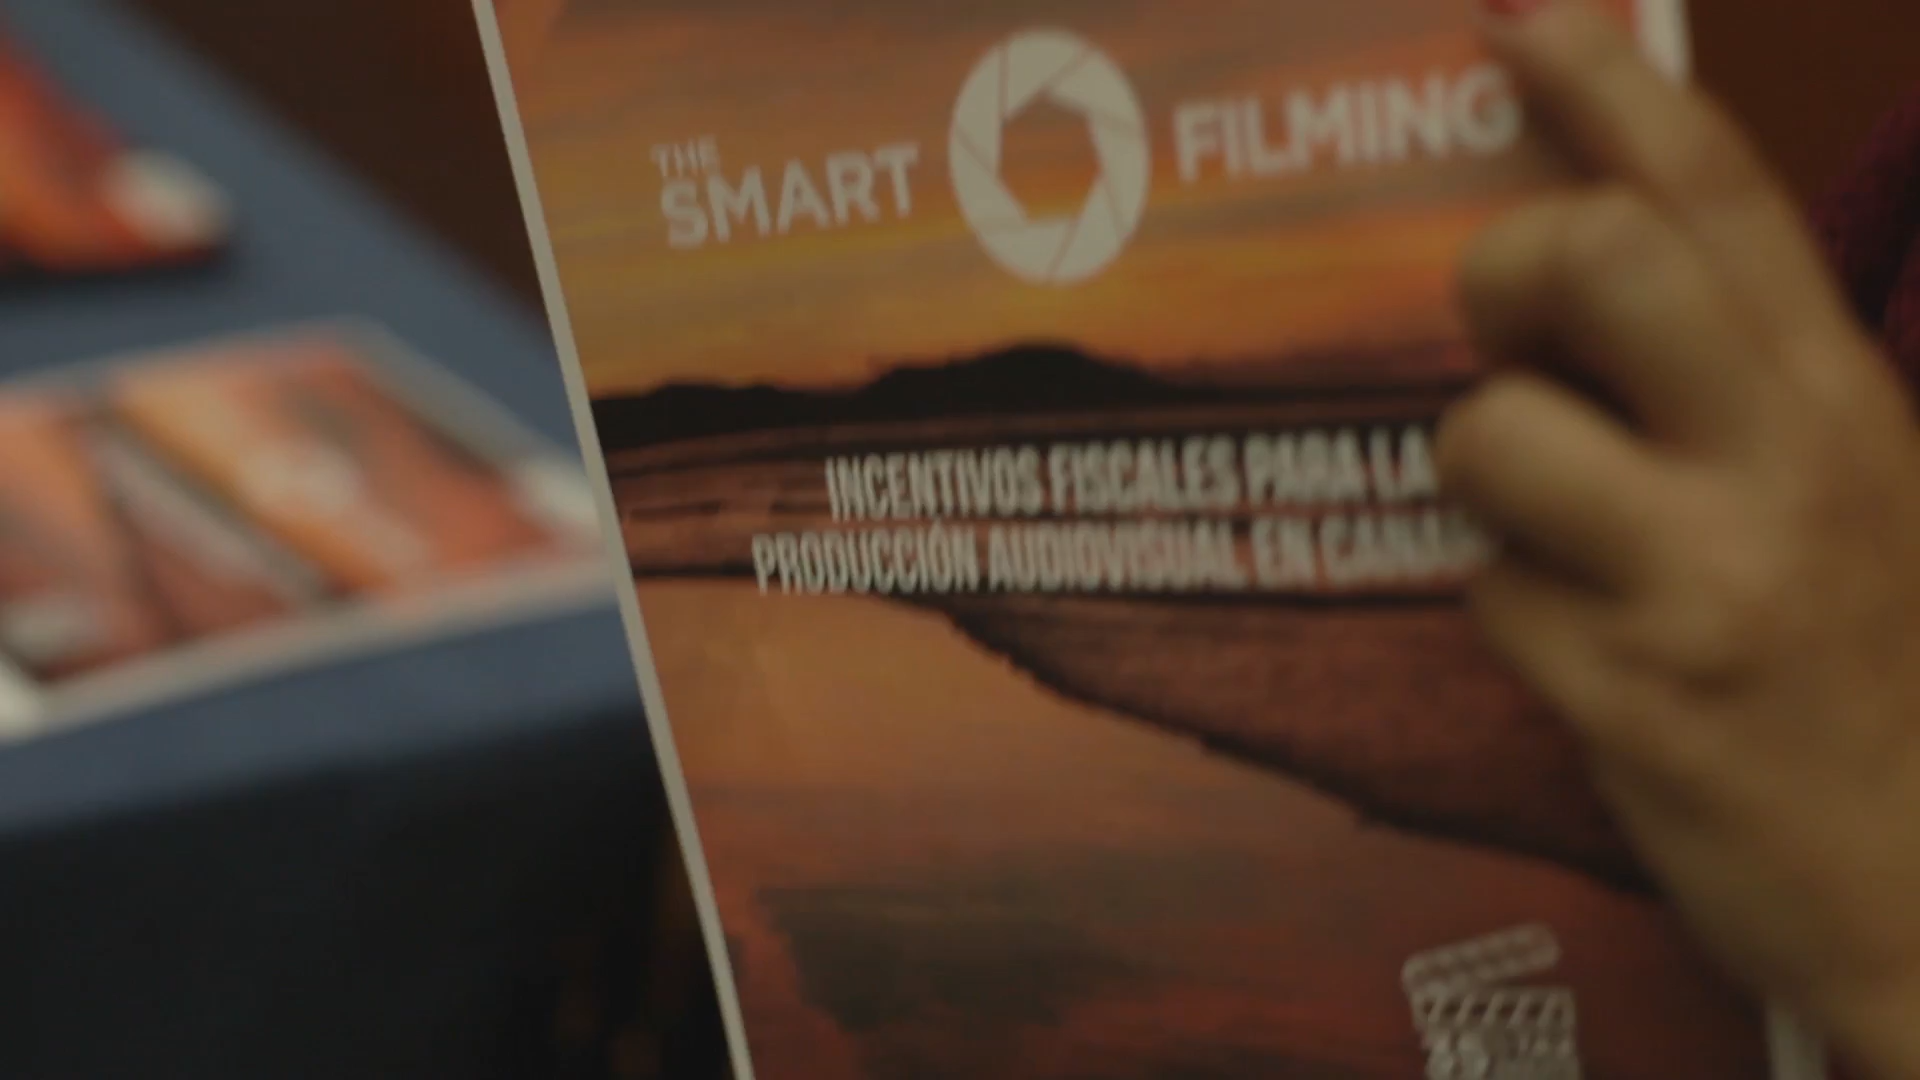 THE
SMART FILMING
INCENTIVOS FISCALES PARA LA
PRODUCCIÓN AUDIOVISUAL EN